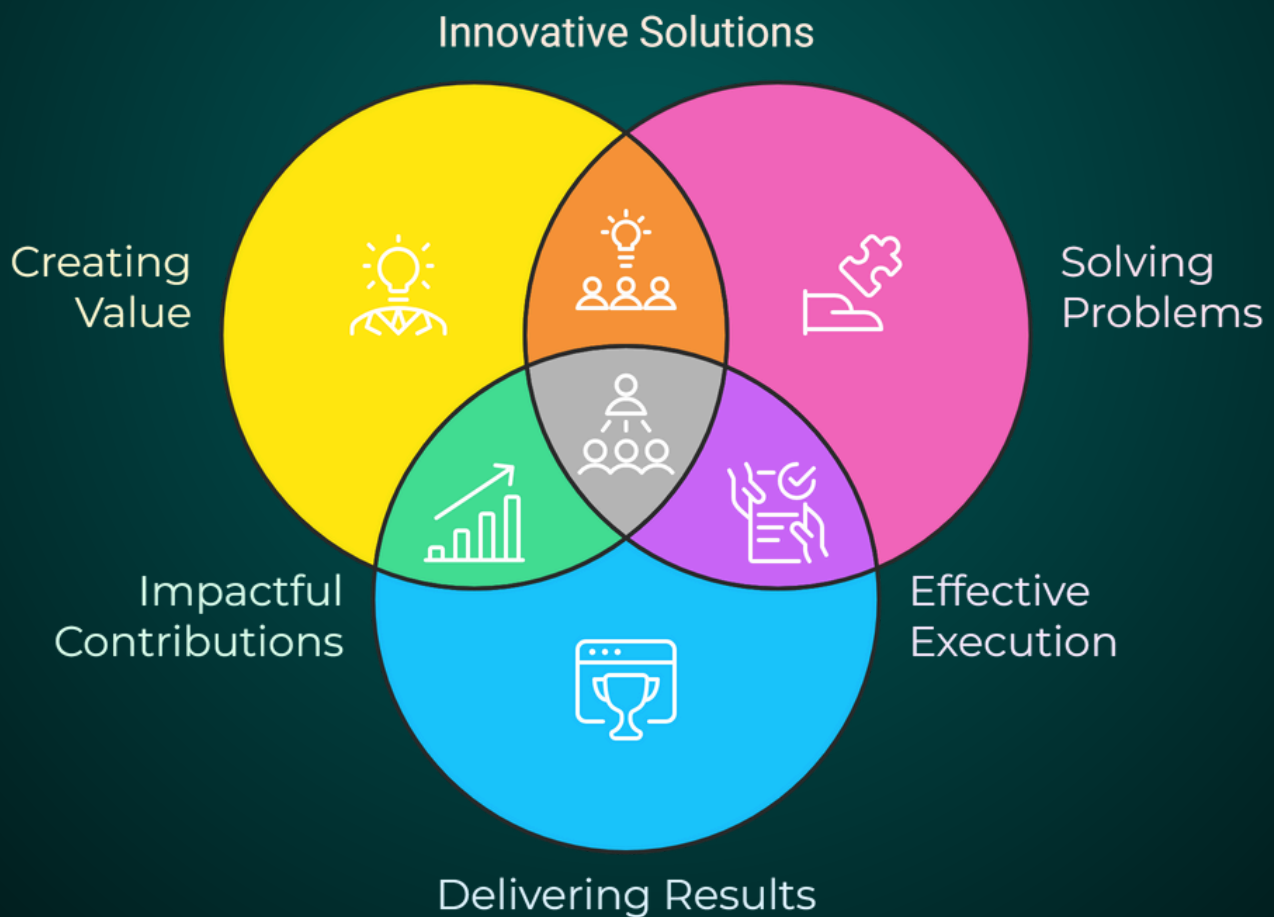 Innovative Solutions
Creating
Value
Solving
Problems
Impactful
Contributions
Effective
Execution
Delivering Results